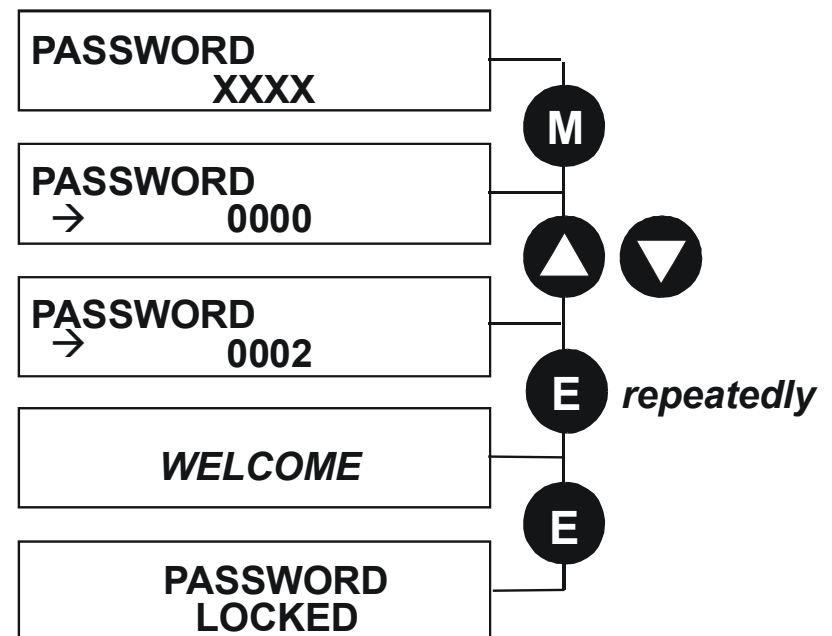 PASSWORD
XXXX
M
PASSWORD
→ 0000
PASSWORD
→ 0002
E repeatedly
WELCOME
E
PASSWORD
LOCKED